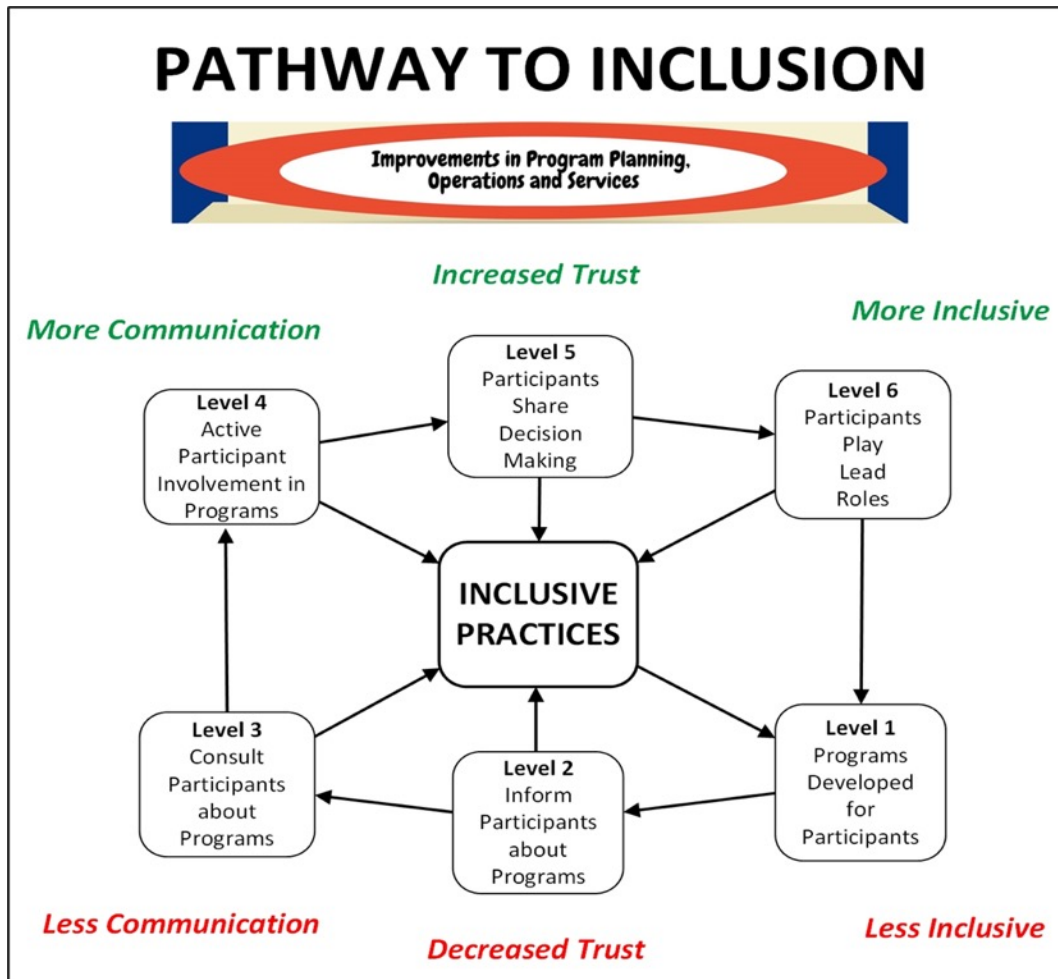 PATHWAY TO INCLUSION
Improvements in Program Planning,
Operations and Services
Increased Trust
More Communication
More Inclusive
Level 5
Participants
Share
Decision
Making
Level 4
Active
Participant
Involvement in
Programs
Level 6
Participants
Play
Lead
Roles
INCLUSIVE
PRACTICES
Level 3
Consult
Participants
about
Programs
Level 2
Inform
Participants
about
Programs
Level 1
Programs
Developed
for
Participants
Less Communication
Decreased Trust
Less Inclusive